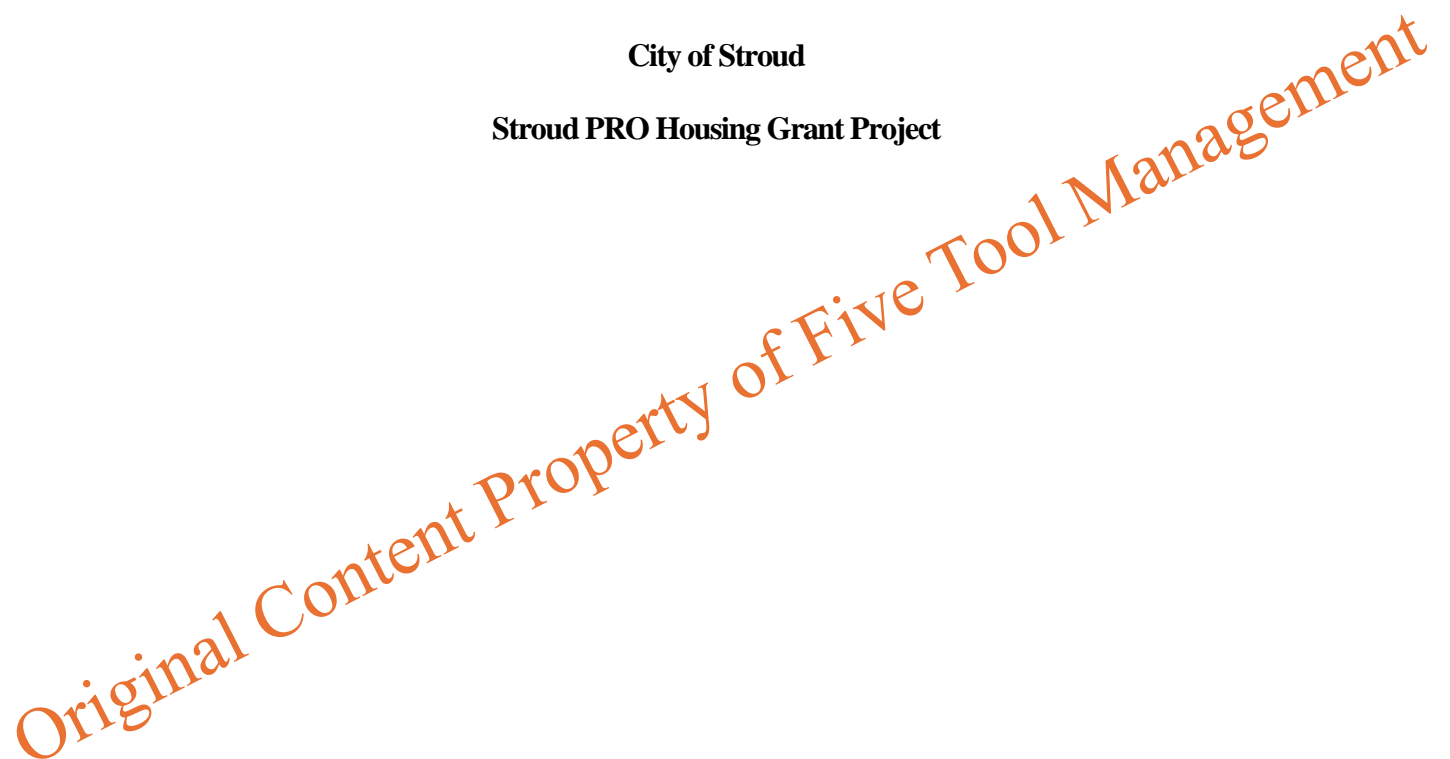 City of Stroud
Stroud PRO Housing Grant Project
Original Content Property of Five Tool Management